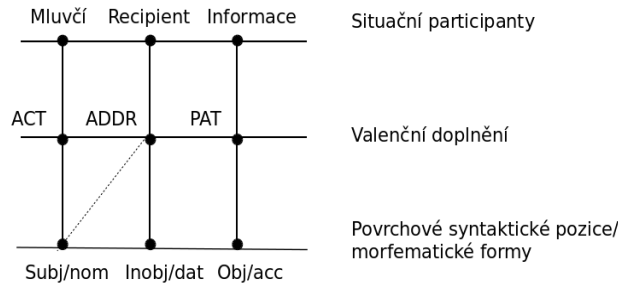 Mluvčí Recipient Informace
Situační participanty
ACT ADDR PAT
Valenční doplnění
Povrchové syntaktické pozice/
morfematické formy
Subj/nom Inobj/dat Obj/acc